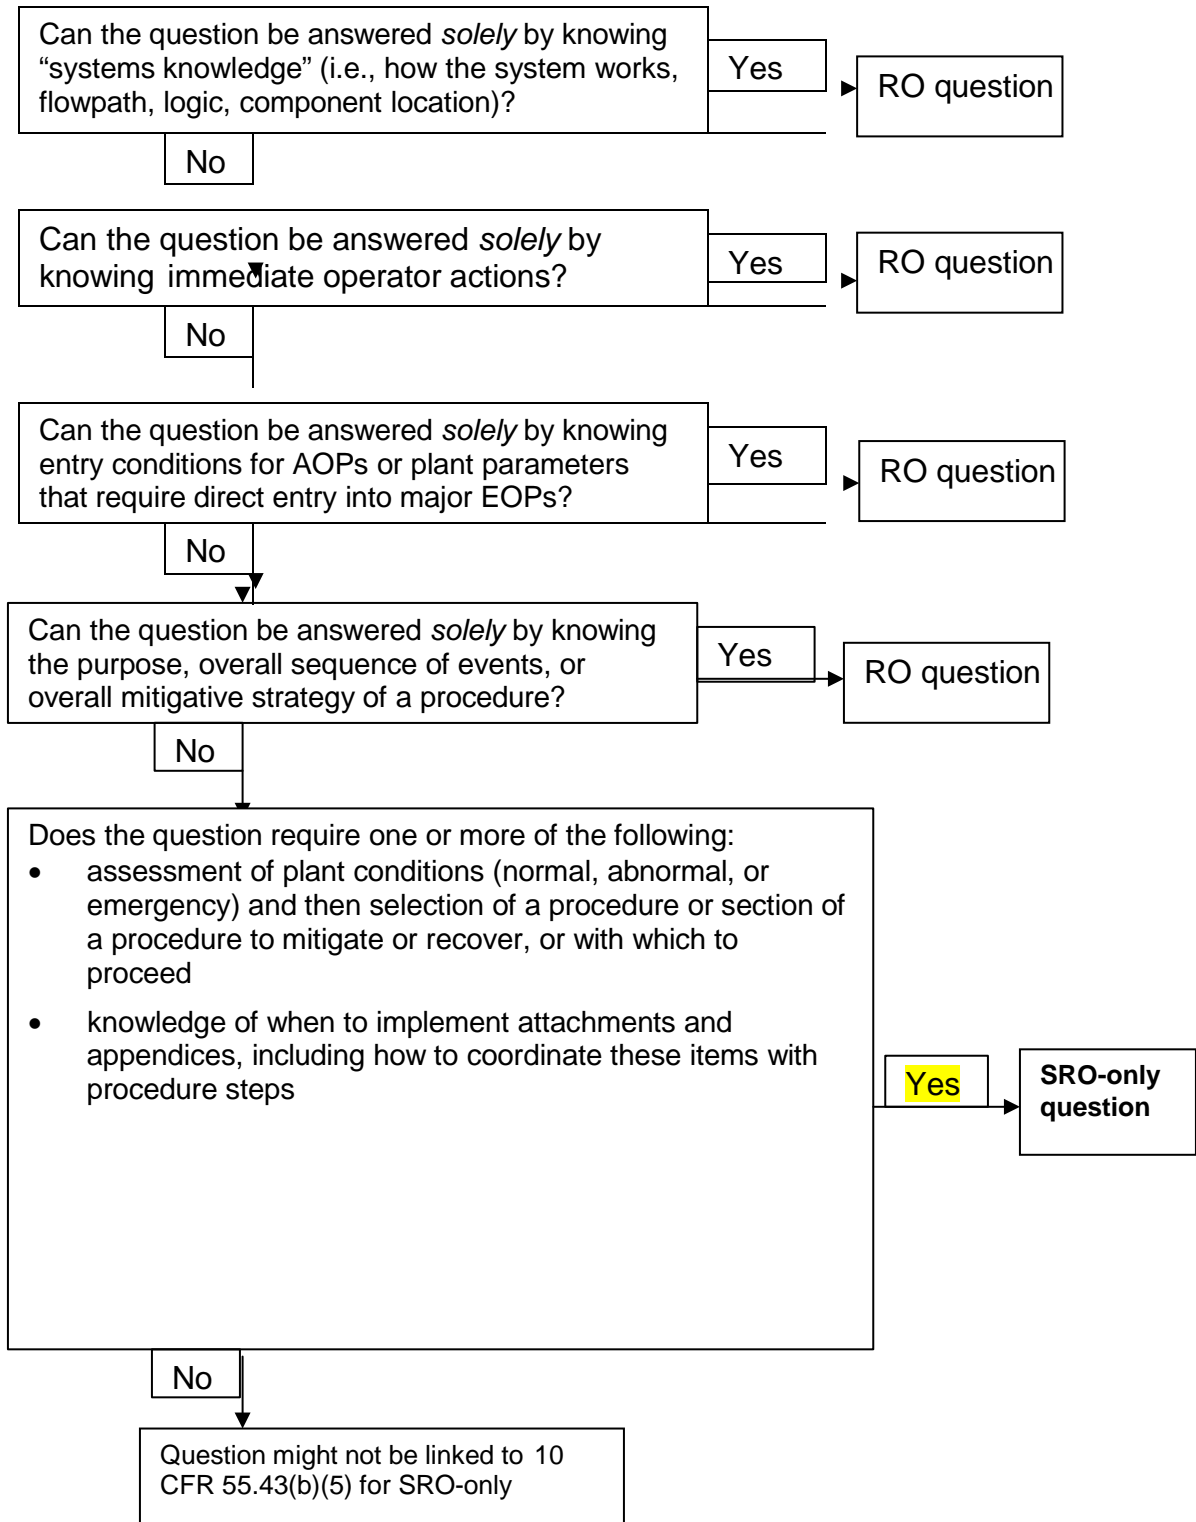 Can the question be answered solely by knowing
“systems knowledge” (i.e., how the system works,
flowpath, logic, component location)?
Yes
RO question
No
Can the question be answered solely by
knowing immediate operator actions?
Yes
RO question
No
Can the question be answered solely by knowing
entry conditions for AOPs or plant parameters
that require direct entry into major EOPs?
Yes
RO question
No
Can the question be answered solely by knowing
the purpose, overall sequence of events, or
overall mitigative strategy of a procedure?
Yes
RO question
No
Does the question require one or more of the following:
• assessment of plant conditions (normal, abnormal, or
emergency) and then selection of a procedure or section of
a procedure to mitigate or recover, or with which to
proceed
• knowledge of when to implement attachments and
appendices, including how to coordinate these items with
procedure steps
Yes
SRO-only
question
No
Question might not be linked to 10
CFR 55.43(b)(5) for SRO-only